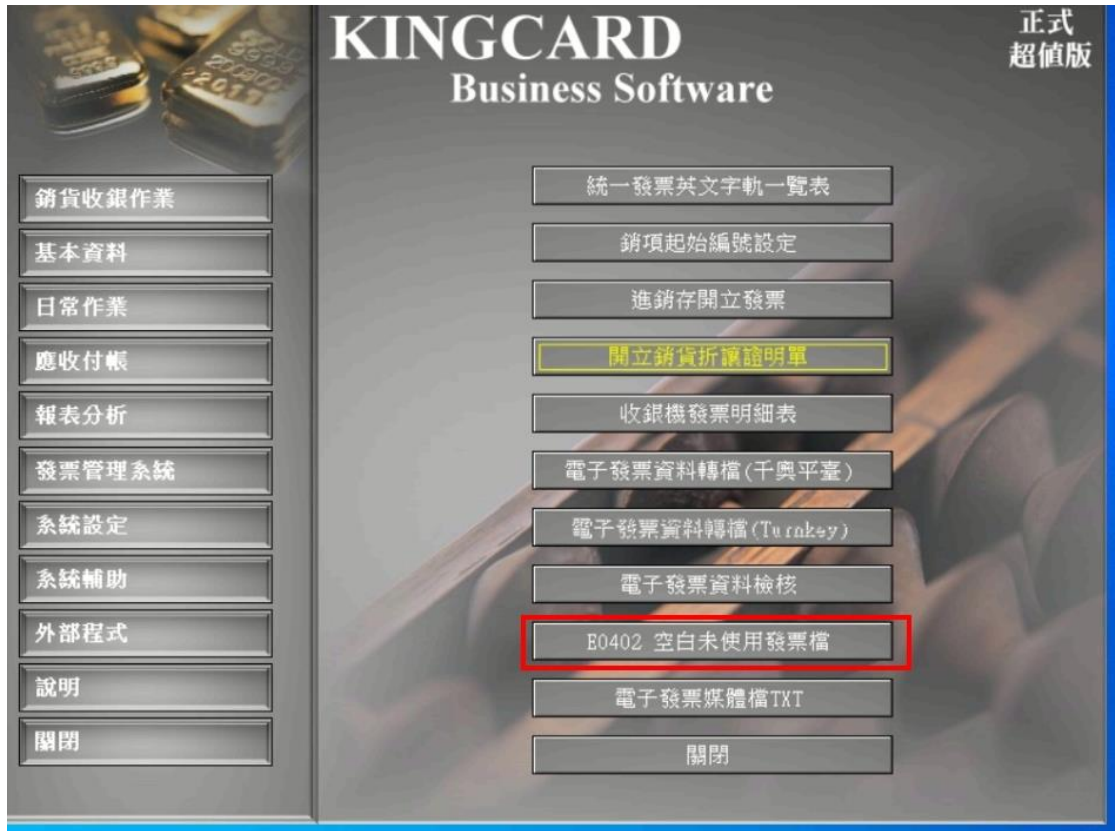 KINGCARD
Business Software
正式
超值版
銷貨收銀作業
基本資料
日常作業
應收付帳
報表分析
發票管理系統
系統設定
系統輔助
外部程式
說明
關閉
統一發票英文字軌一覽表
銷項起始編號設定
進銷存開立發票
開立銷貨折讓證明單
收銀機發票明細表
電子發票資料轉檔(千奧平臺)
電子發票資料轉檔(Turnkey)
電子發票資料檢核
E0402 空白未使用發票檔
電子發票媒體檔TXT
關閉